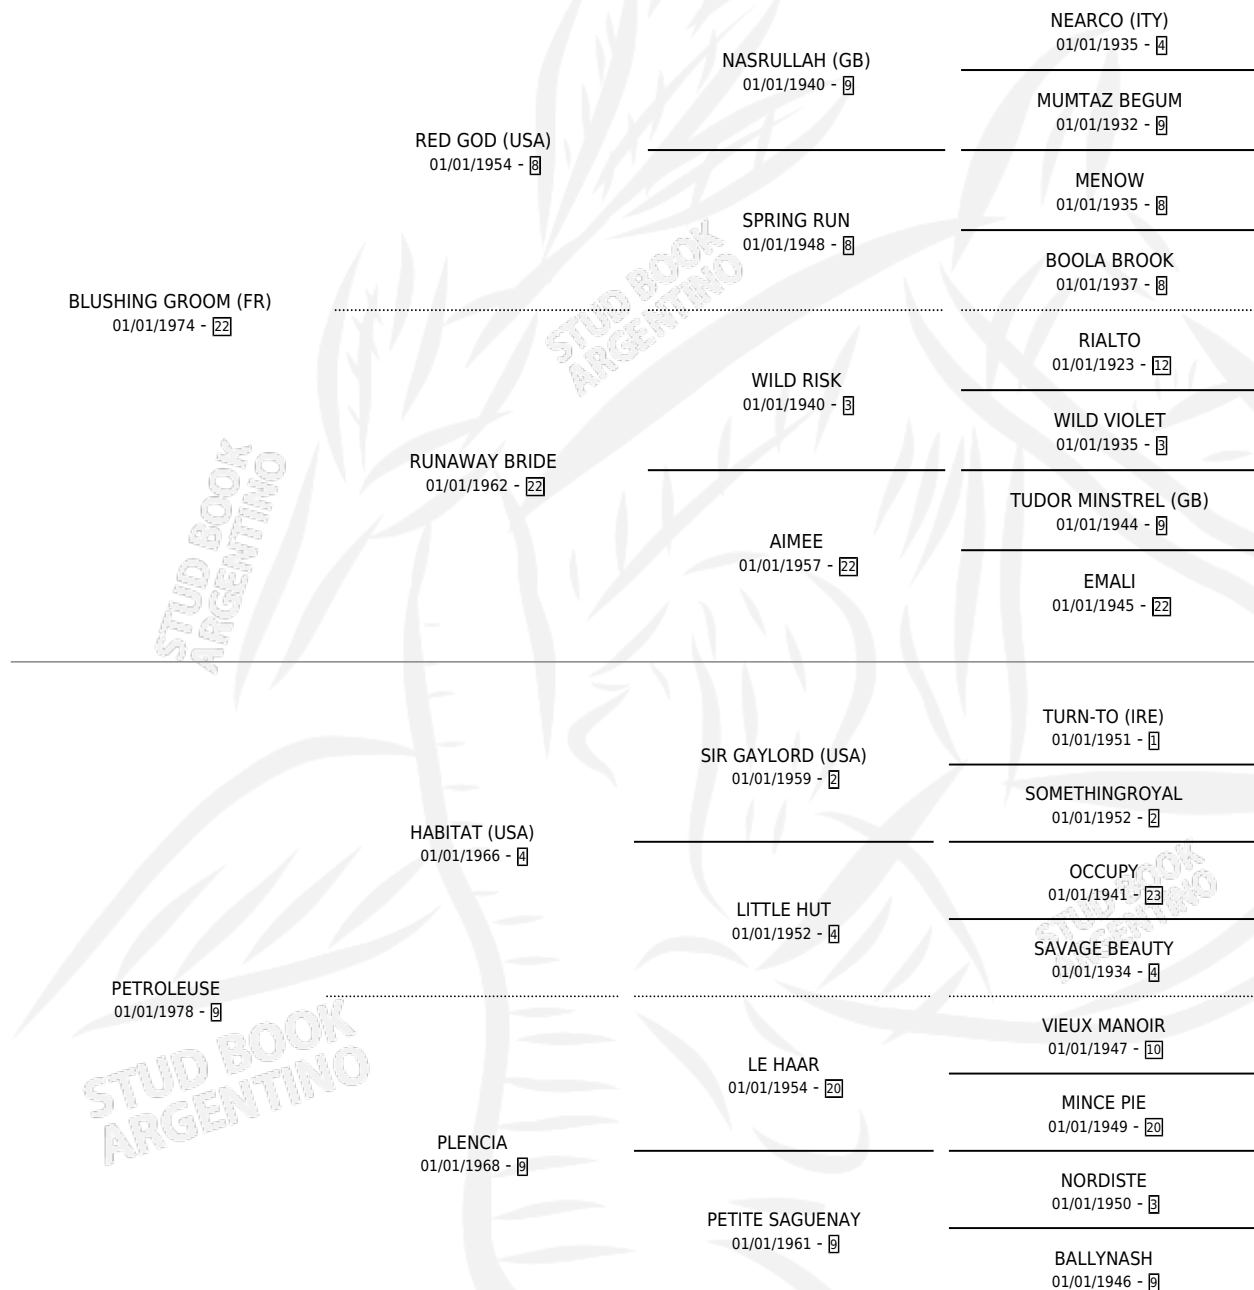 BLUSHING GROOM (FR)
01/01/1974 - 22
RED GOD (USA)
01/01/1954 - 8
NASRULLAH (GB)
01/01/1940 - 9
NEARCO (ITY)
01/01/1935 - 4
MUMTAZ BEGUM
01/01/1932 - 9
SPRING RUN
01/01/1948 - 8
MENOW
01/01/1935 - 8
BOOLA BROOK
01/01/1937 - 8
RUNAWAY BRIDE
01/01/1962 - 22
WILD RISK
01/01/1940 - 3
RIALTO
01/01/1923 - 12
WILD VIOLET
01/01/1935 - 3
AIMEE
01/01/1957 - 22
TUDOR MINSTREL (GB)
01/01/1944 - 9
EMALI
01/01/1945 - 22
PETROLEUSE
01/01/1978 - 9
HABITAT (USA)
01/01/1966 - 4
SIR GAYLORD (USA)
01/01/1959 - 2
TURN-TO (IRE)
01/01/1951 - 1
SOMETHINGROYAL
01/01/1952 - 2
LITTLE HUT
01/01/1952 - 4
OCCUPY
01/01/1941 - 23
SAVAGE BEAUTY
01/01/1934 - 4
PLENCIA
01/01/1968 - 9
LE HAAR
01/01/1954 - 20
VIEUX MANOIR
01/01/1947 - 10
MINCE PIE
01/01/1949 - 20
PETITE SAGUENAY
01/01/1961 - 9
NORDISTE
01/01/1950 - 3
BALLYNASH
01/01/1946 - 9
STUD BOOK
ARGENTINO
STUD BOOK
ARGENTINO
STUD BOOK
ARGENTINO
STUD BOOK
ARGENTINO